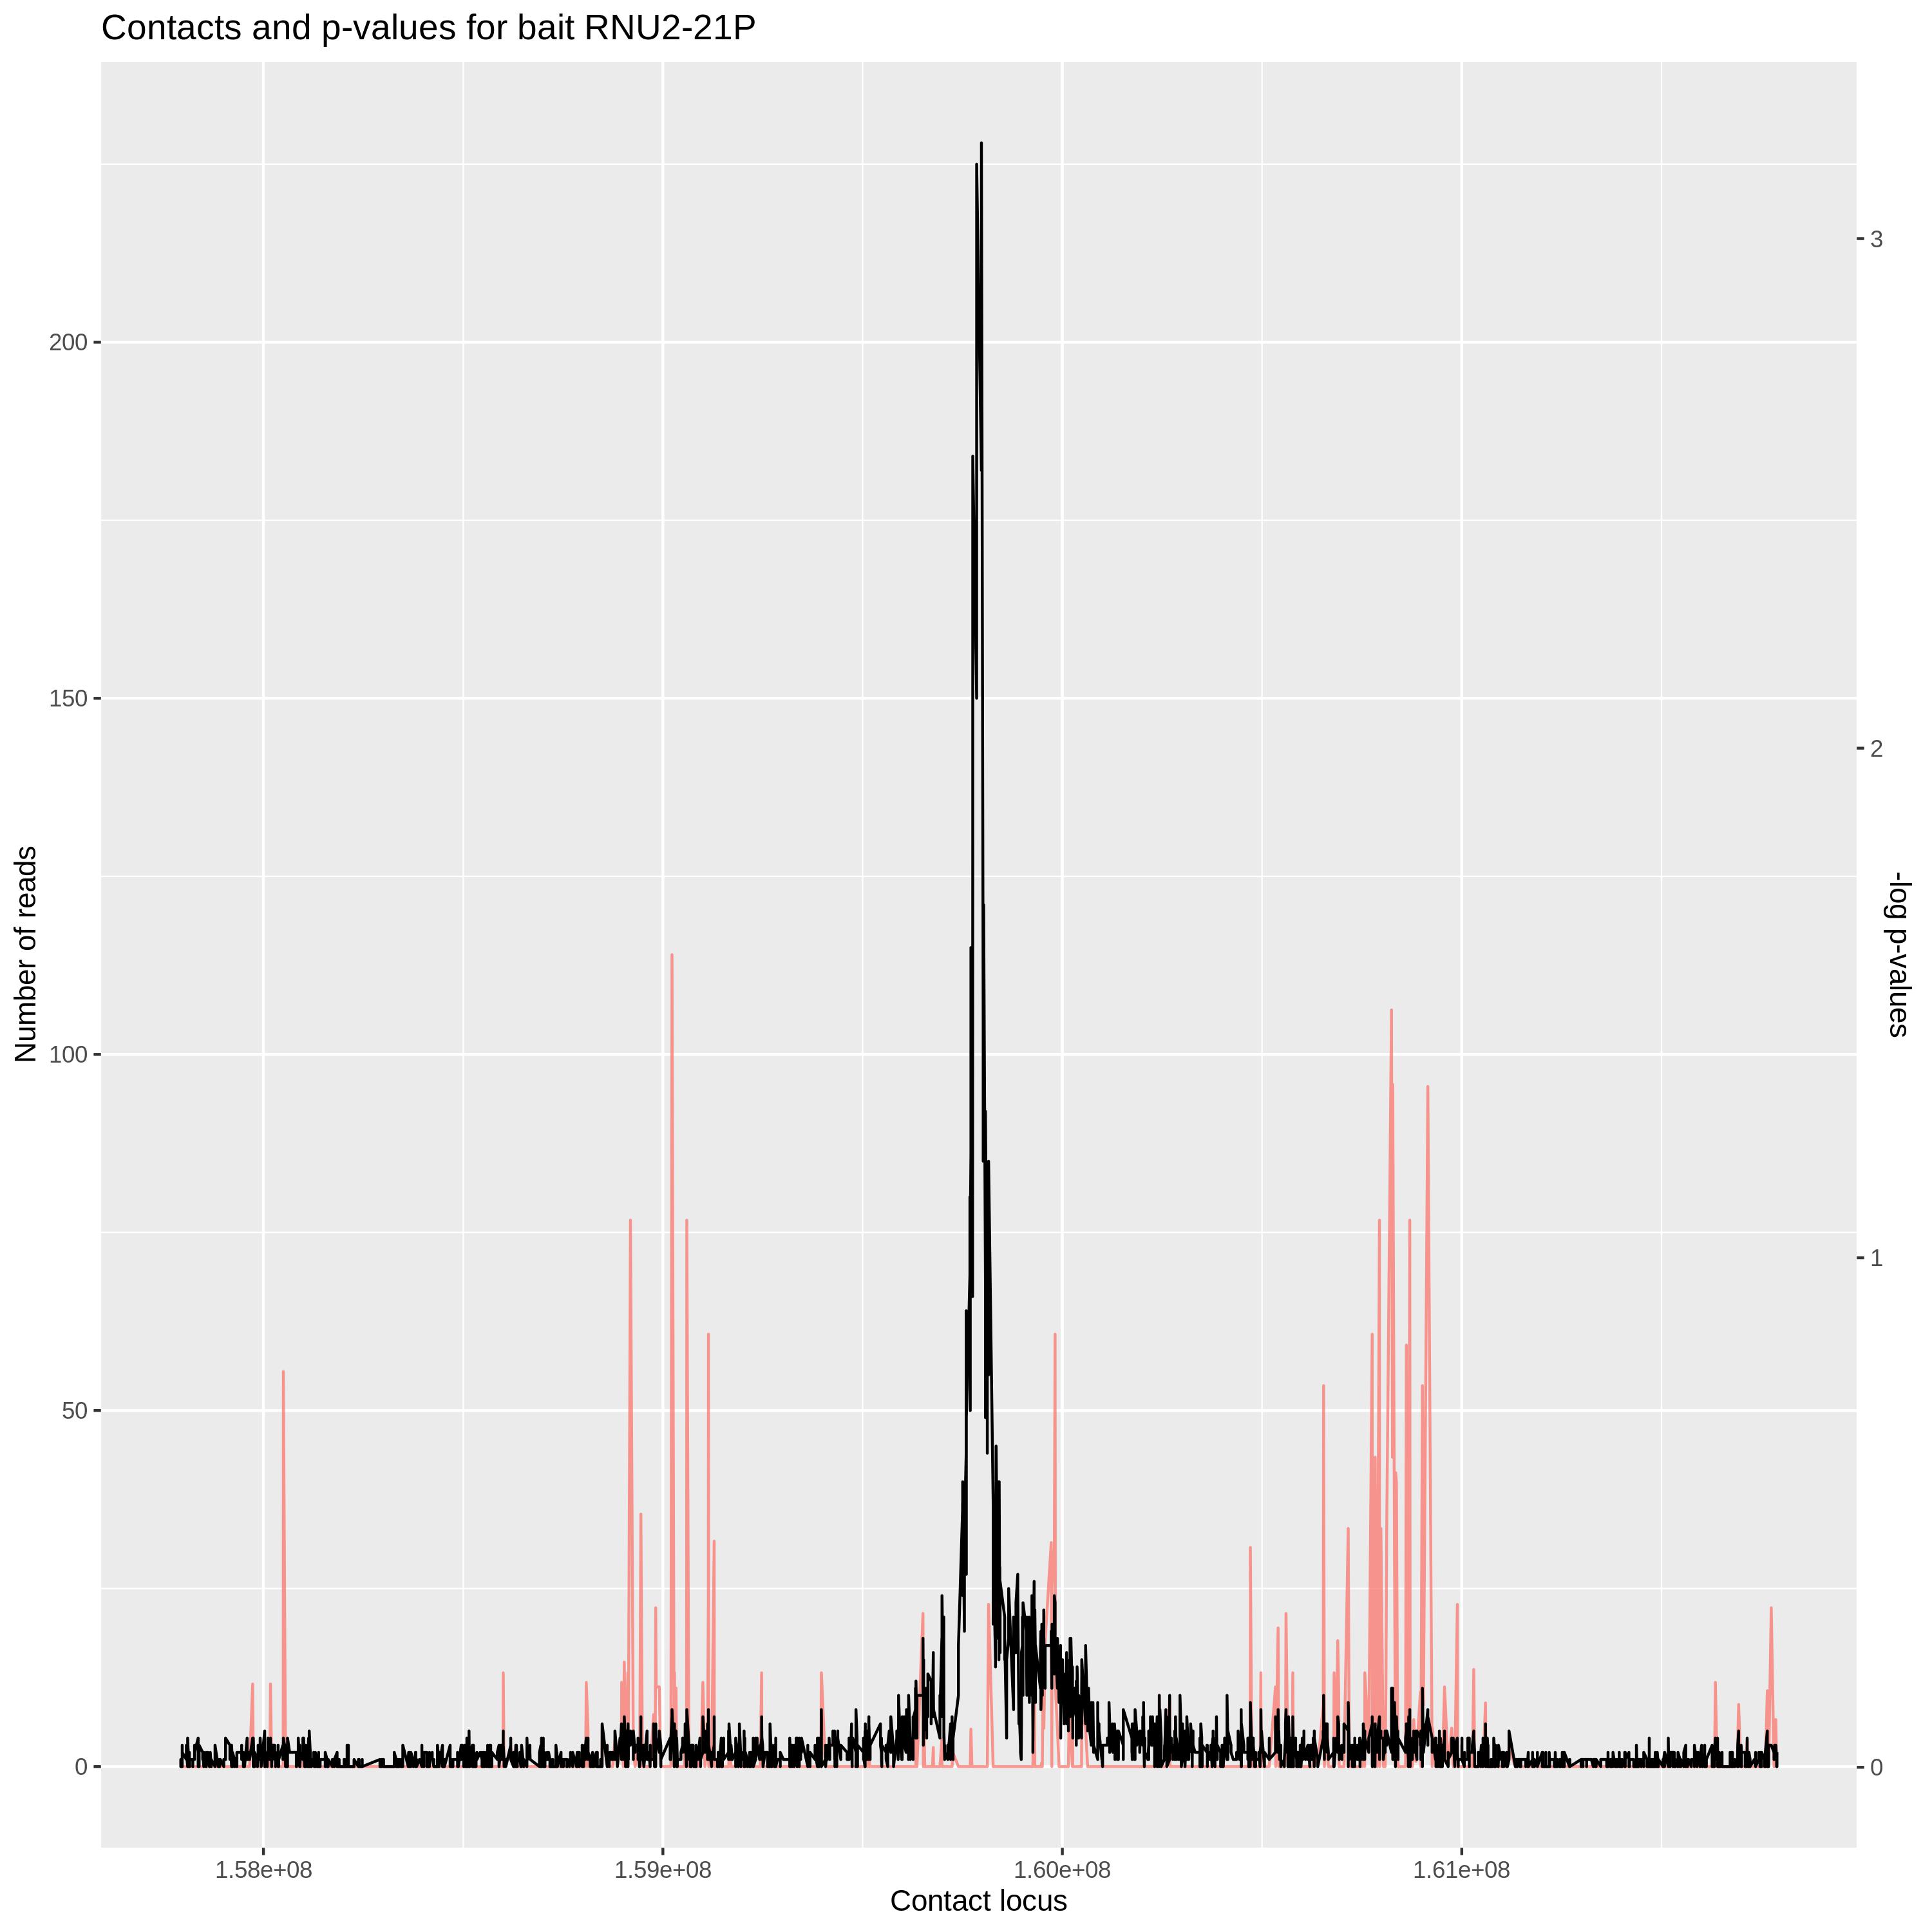 Contacts and p-values for bait RNU2-21P
Number of reads
200
150
100
50
0
3
2
1
0
-log p-values
1.58e+08
1.59e+08
1.60e+08
1.61e+08
Contact locus